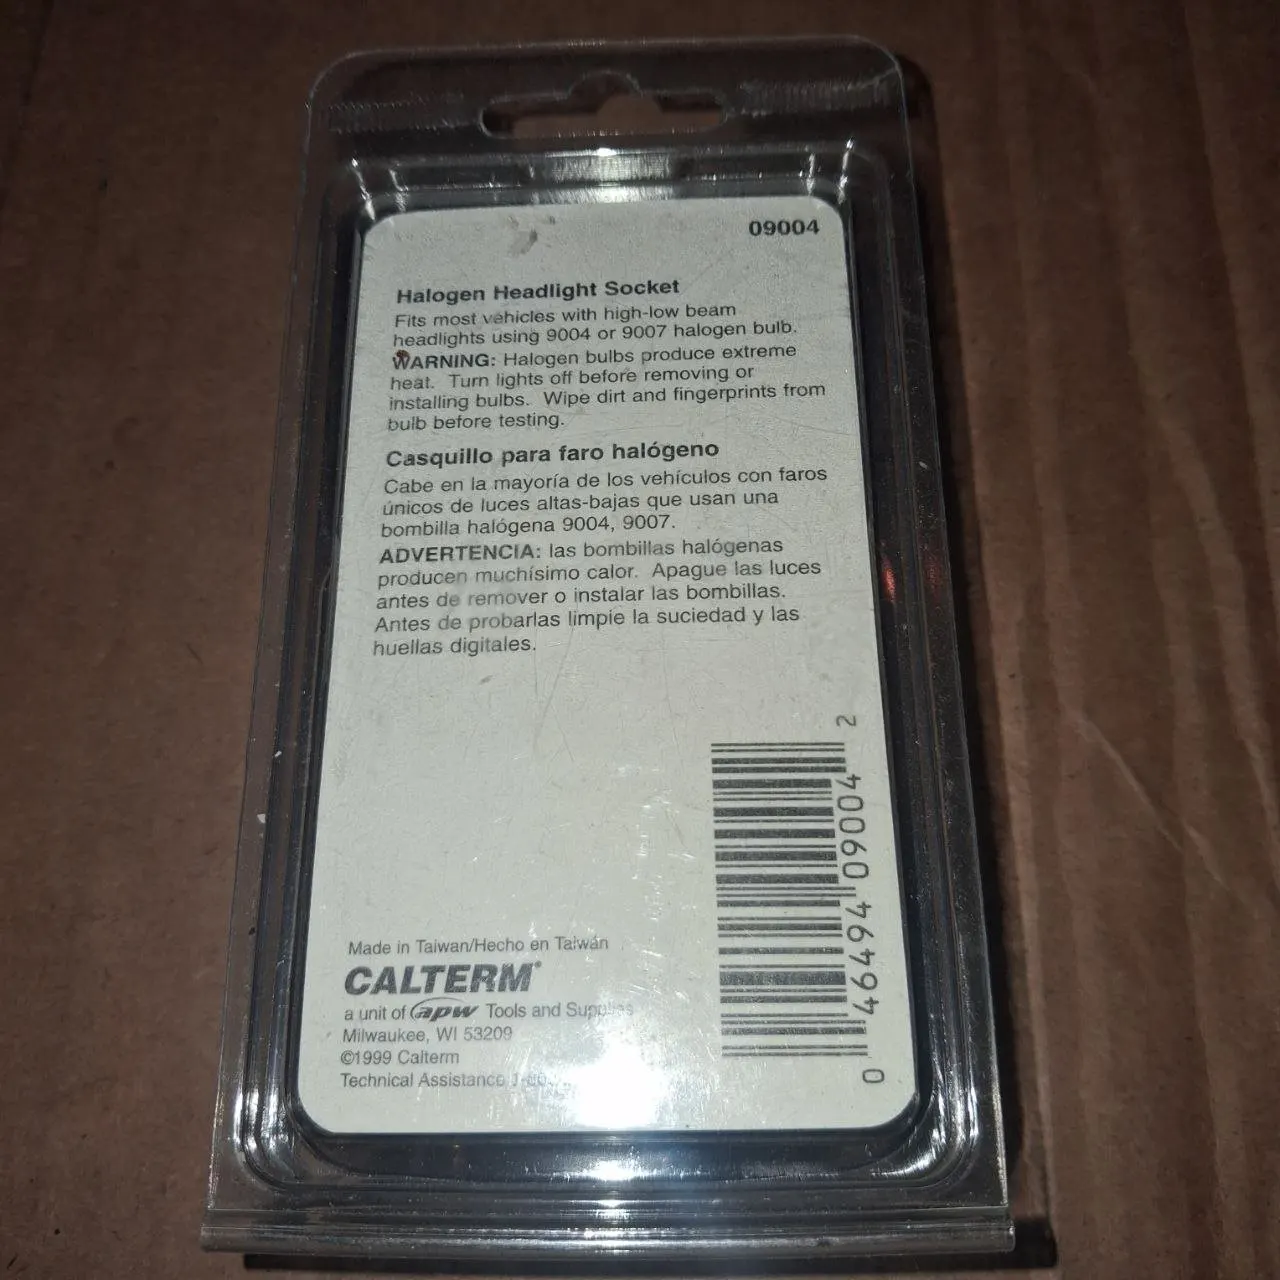 09004
Halogen Headlight Socket
Fits most vehicles with high-low beam
headlights using 9004 or 9007 halogen bulb.
WARNING: Halogen bulbs produce extreme
heat. Turn lights off before removing or
installing bulbs. Wipe dirt and fingerprints from
bulb before testing.
Casquillo para faro halógeno
Cabe en la mayoría de los vehículos con faros
únicos de luces altas-bajas que usan una
bombilla halógena 9004, 9007.
ADVERTENCIA: las bombillas halógenas
producen muchísimo calor. Apague las luces
antes de remover o instalar las bombillas.
Antes de probarlas limpie la suciedad y las
huellas digitales.
0 46494 09004 2
Made in Taiwan/Hecho en Taiwán
CALTERM®
a unit of apw Tools and Supplies
Milwaukee, WI 53209
©1999 Calterm
Technical Assistance